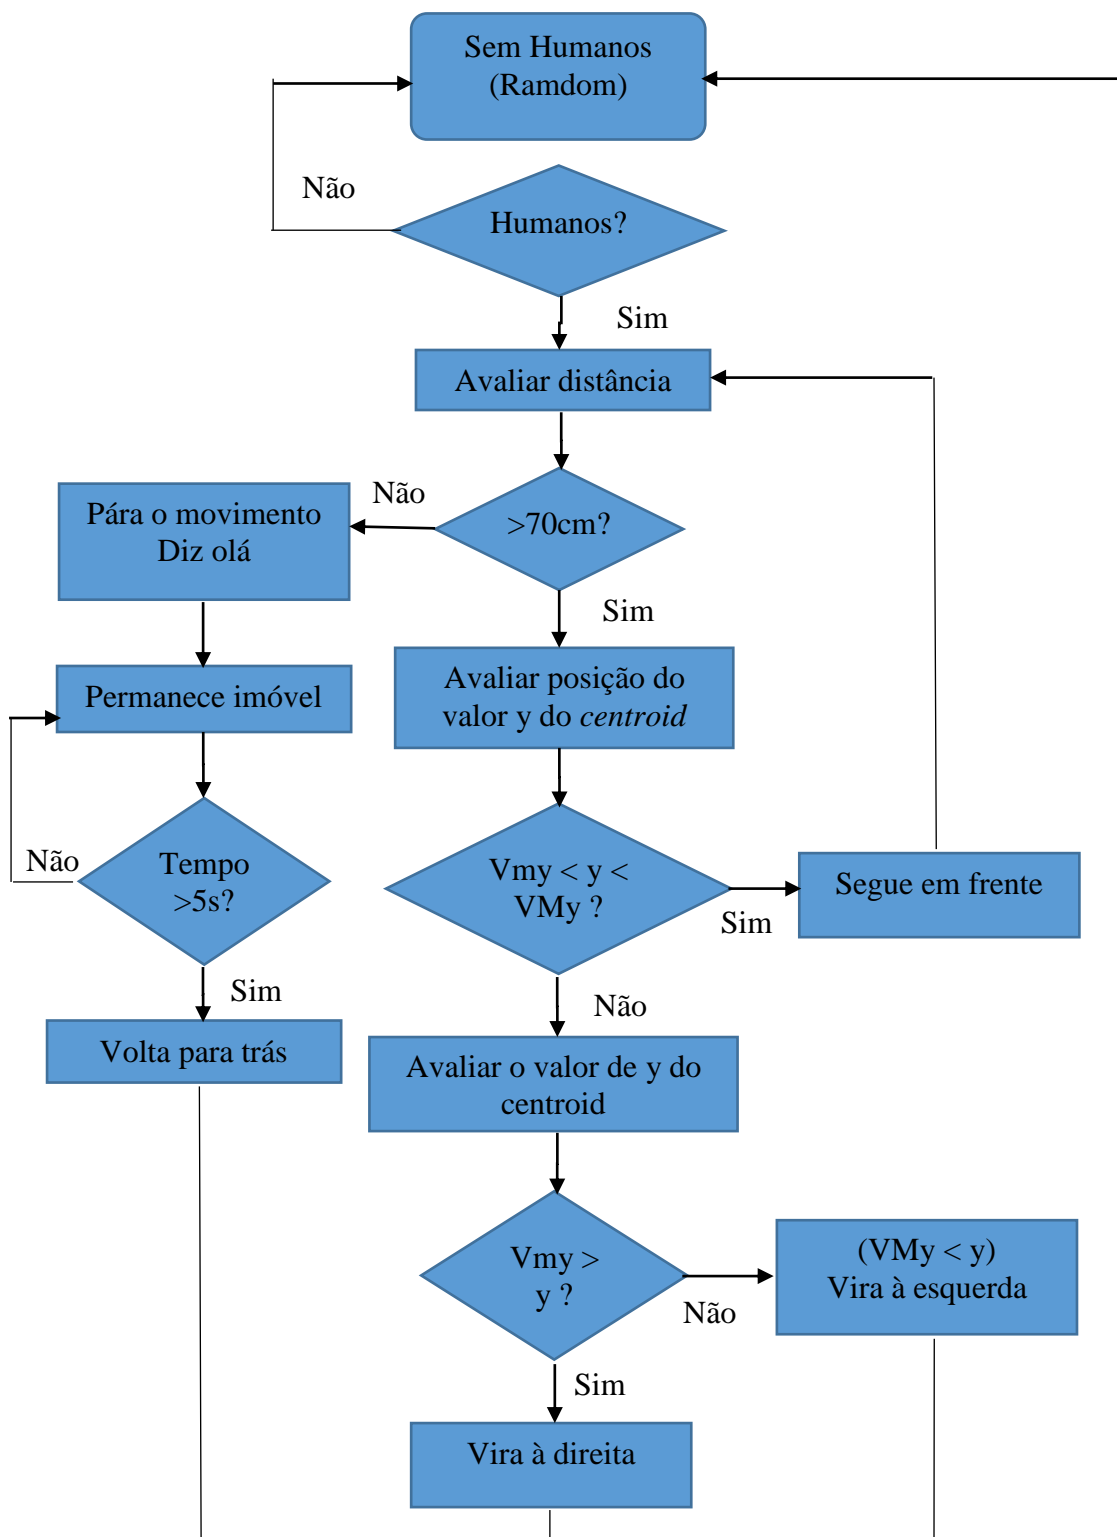 Sem Humanos
(Ramdom)
Não
Humanos?
Sim
Avaliar distância
Não
Pára o movimento
Diz olá
>70cm?
Sim
Permanece imóvel
Avaliar posição do
valor y do centroid
Não
Tempo
>5s?
Vmy < y <
VMy ?
Sim
Segue em frente
Sim
Não
Volta para trás
Avaliar o valor de y do
centroid
Vmy >
y ?
Não
(VMy < y)
Vira à esquerda
Sim
Vira à direita